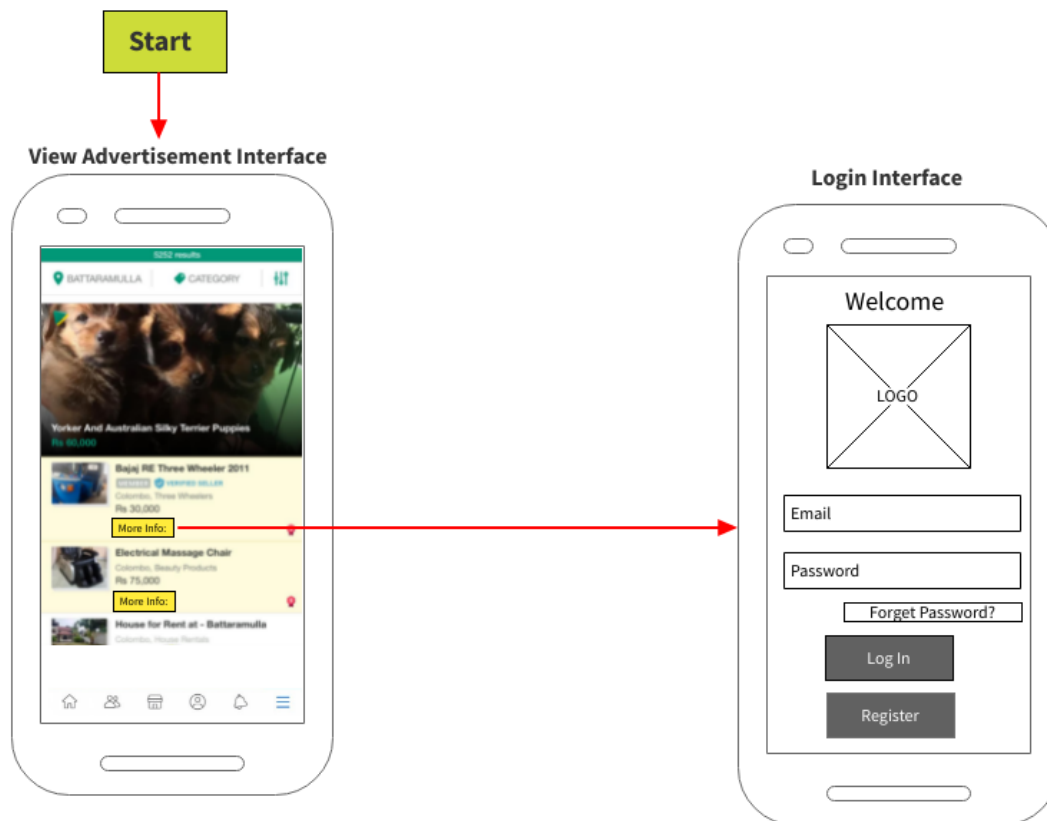 Start
View Advertisement Interface
5252 results
BATTARAMULLA
CATEGORY
Yorker And Australian Silky Terrier Puppies
Rs 60,000
Bajaj RE Three Wheeler 2011
MEMBER VERIFIED SELLER
Colombo, Three Wheelers
Rs 30,000
More Info:
Electrical Massage Chair
Colombo, Beauty Products
Rs 75,000
More Info:
House for Rent at - Battaramulla
Colombo, House Rentals
Login Interface
Welcome
LOGO
Email
Password
Forget Password?
Log In
Register